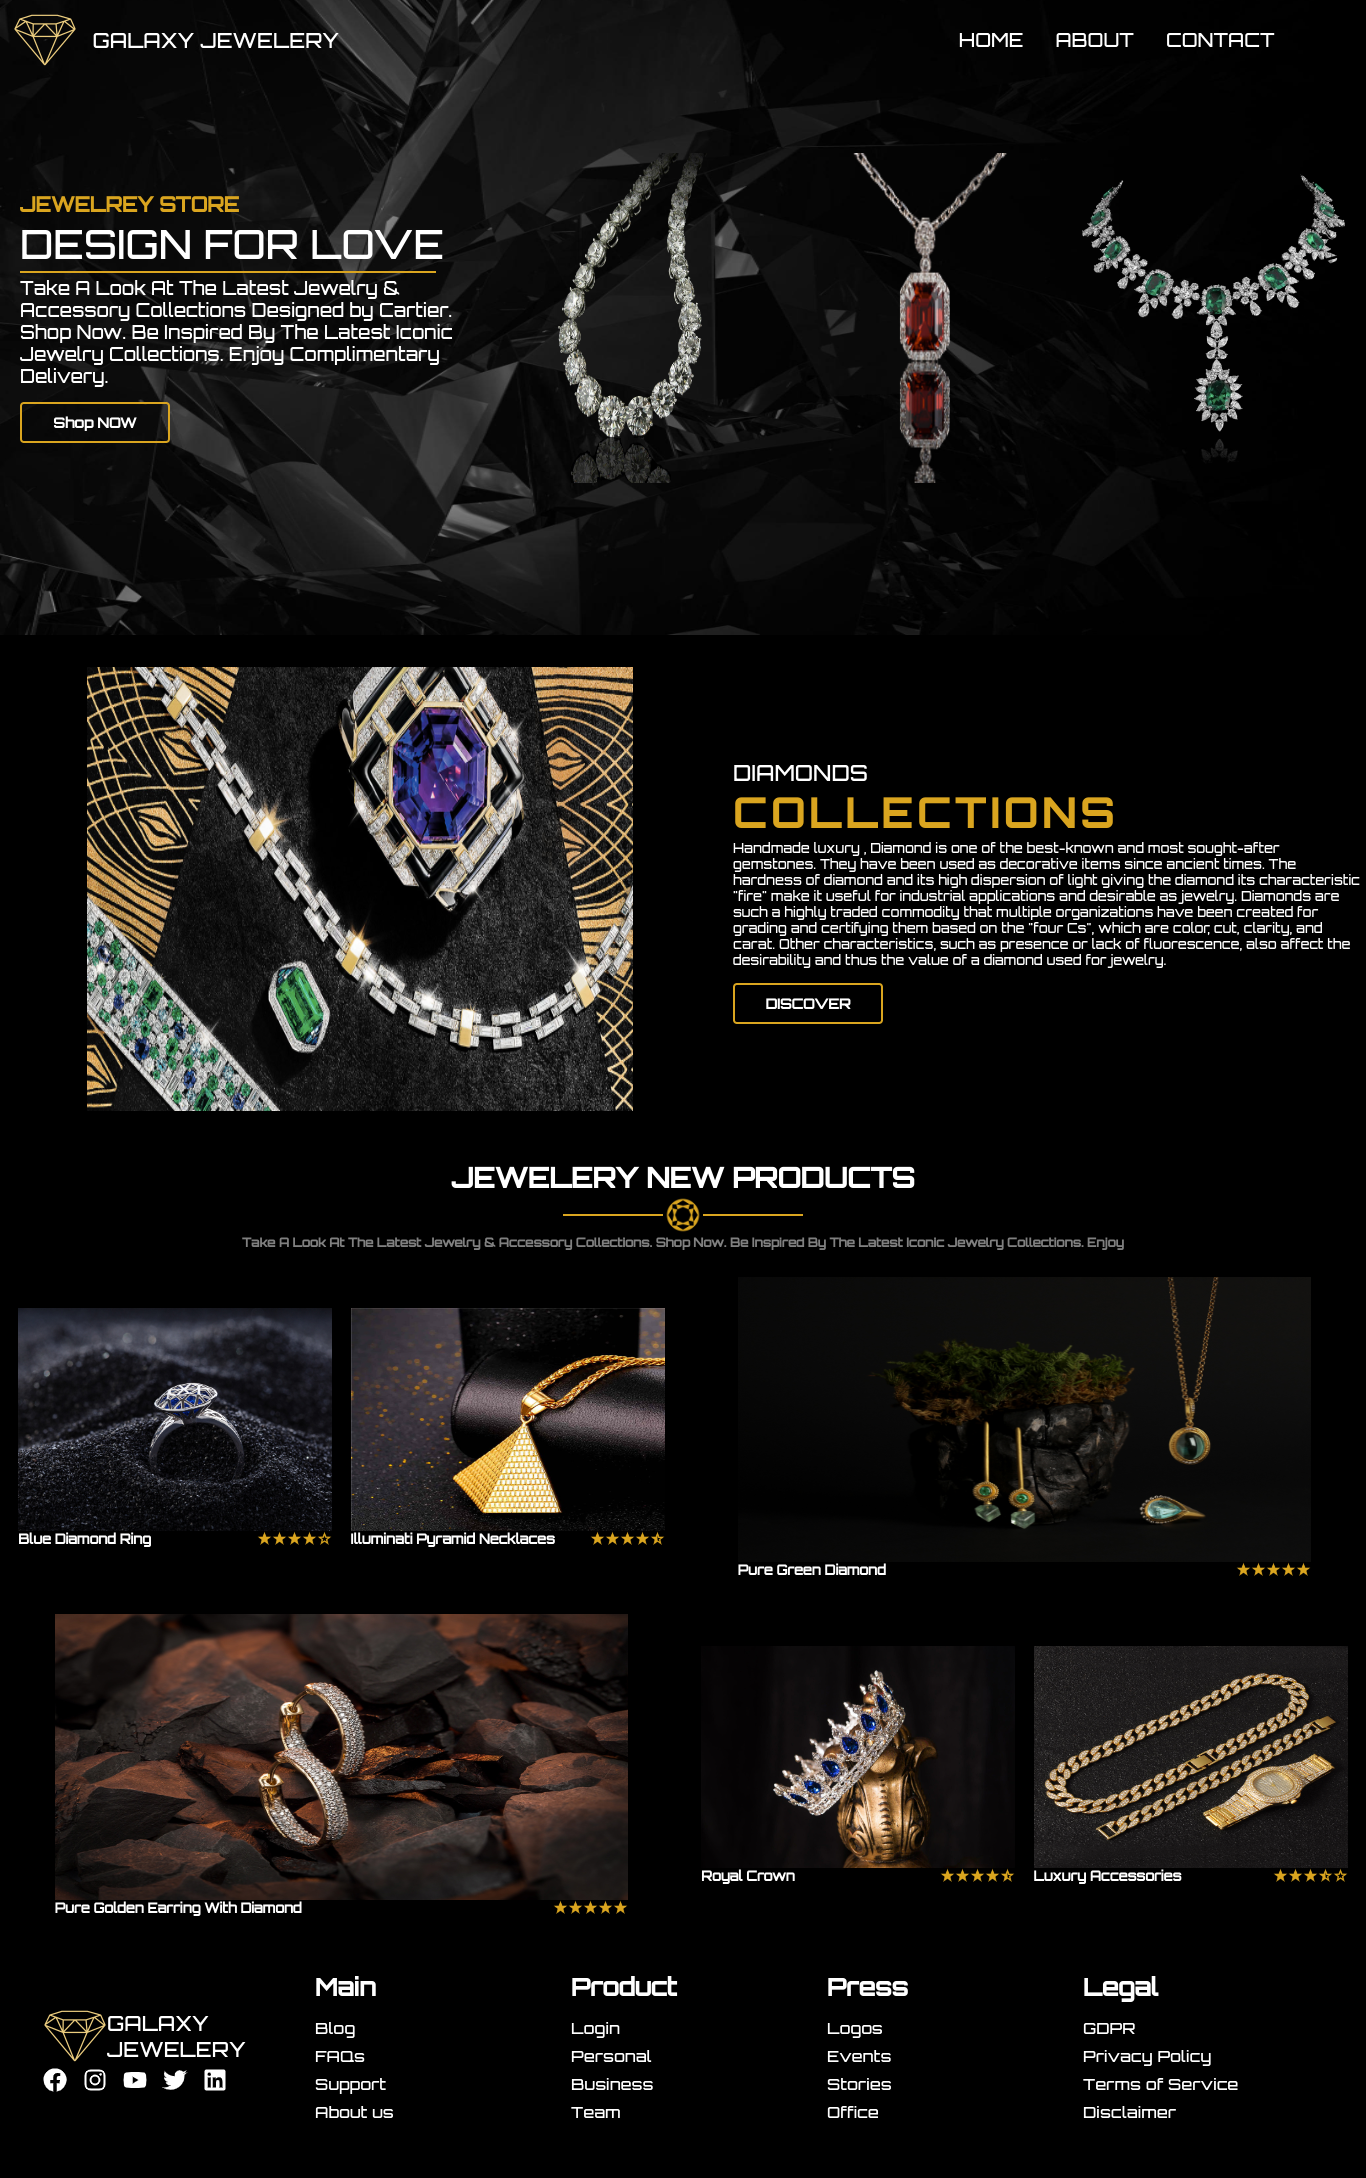 GALAXY JEWELERY
HOME ABOUT CONTACT
JEWELREY STORE
DESIGN FOR LOVE
Take A Look At The Latest Jewelry &
Accessory Collections Designed by Cartier.
Shop Now. Be Inspired By The Latest Iconic
Jewelry Collections. Enjoy Complimentary
Delivery.
Shop NOW
DIAMONDS
COLLECTIONS
Handmade luxury , Diamond is one of the best-known and most sought-after
gemstones. They have been used as decorative items since ancient times. The
hardness of diamond and its high dispersion of light giving the diamond its characteristic
"fire" make it useful for industrial applications and desirable as jewelry. Diamonds are
such a highly traded commodity that multiple organizations have been created for
grading and certifying them based on the "four Cs", which are color, cut, clarity, and
carat. Other characteristics, such as presence or lack of fluorescence, also affect the
desirability and thus the value of a diamond used for jewelry.
DISCOVER
JEWELERY NEW PRODUCTS
Take A Look At The Latest Jewelry & Accessory Collections. Shop Now. Be Inspired By The Latest Iconic Jewelry Collections. Enjoy
Blue Diamond Ring
Illuminati Pyramid Necklaces
Pure Green Diamond
Pure Golden Earring With Diamond
Royal Crown
Luxury Accessories
GALAXY
JEWELERY
Main
Blog
FAQs
Support
About us
Product
Login
Personal
Business
Team
Press
Logos
Events
Stories
Office
Legal
GDPR
Privacy Policy
Terms of Service
Disclaimer